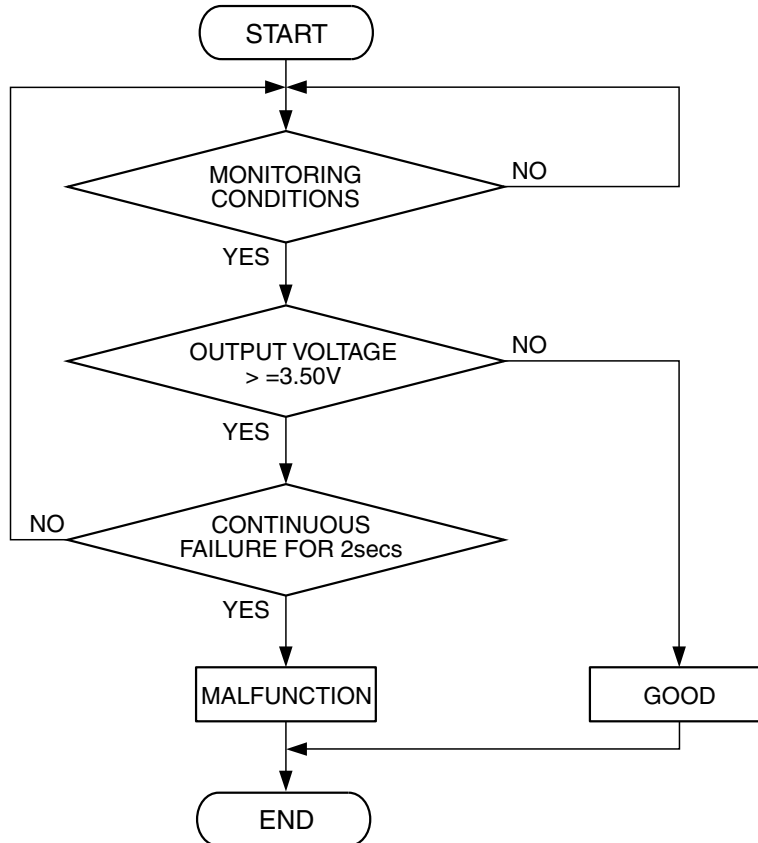 START
MONITORING
CONDITIONS
NO
YES
OUTPUT VOLTAGE
> =3.50V
NO
YES
CONTINUOUS
FAILURE FOR 2secs
NO
YES
MALFUNCTION
GOOD
END